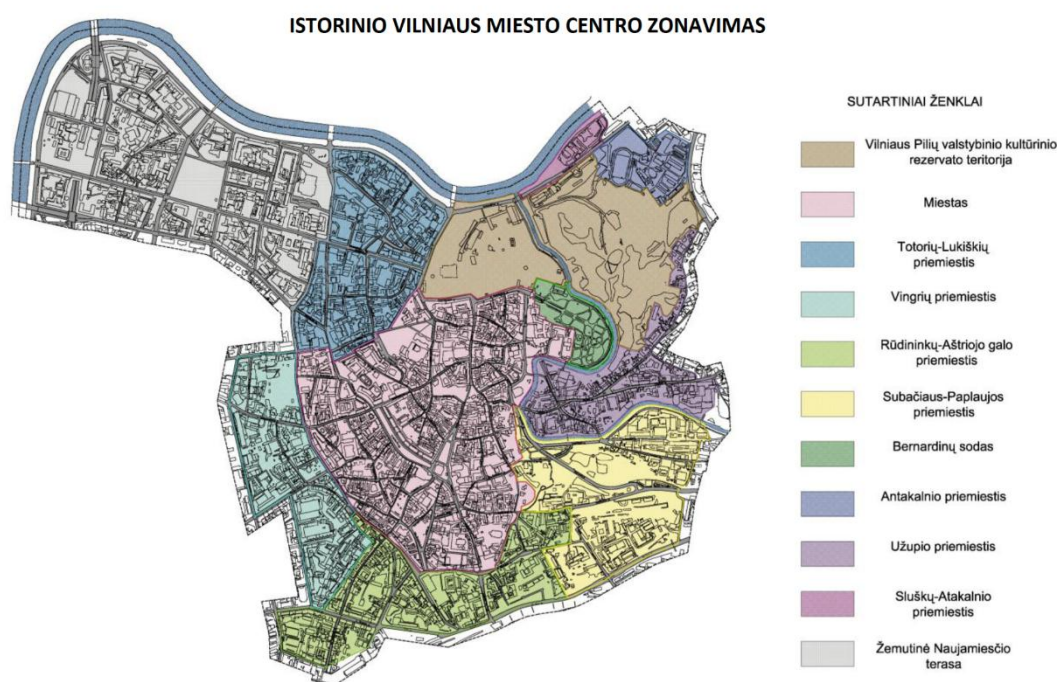 ISTORINIO VILNIAUS MIESTO CENTRO ZONAVIMAS
SUTARTINIAI ŽENKLAI
Vilniaus Pilių valstybinio kultūrinio
rezervato teritorija
Miestas
Totorių-Lukiškių
priemiestis
Vingrių priemiestis
Rūdininkų-Aštriojo galo
priemiestis
Subačiaus-Paplaujos
priemiestis
Bernardinų sodas
Antakalnio priemiestis
Užupio priemiestis
Sluškų-Atakalnio
priemiestis
Žemutinė Naujamiesčio
terasa